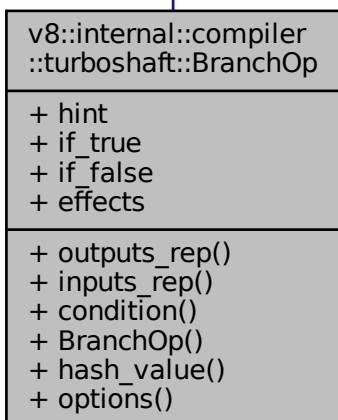 v8::internal::compiler
::turboshaft::BranchOp
+ hint
+ if_true
+ if_false
+ effects
+ outputs_rep()
+ inputs_rep()
+ condition()
+ BranchOp()
+ hash_value()
+ options()